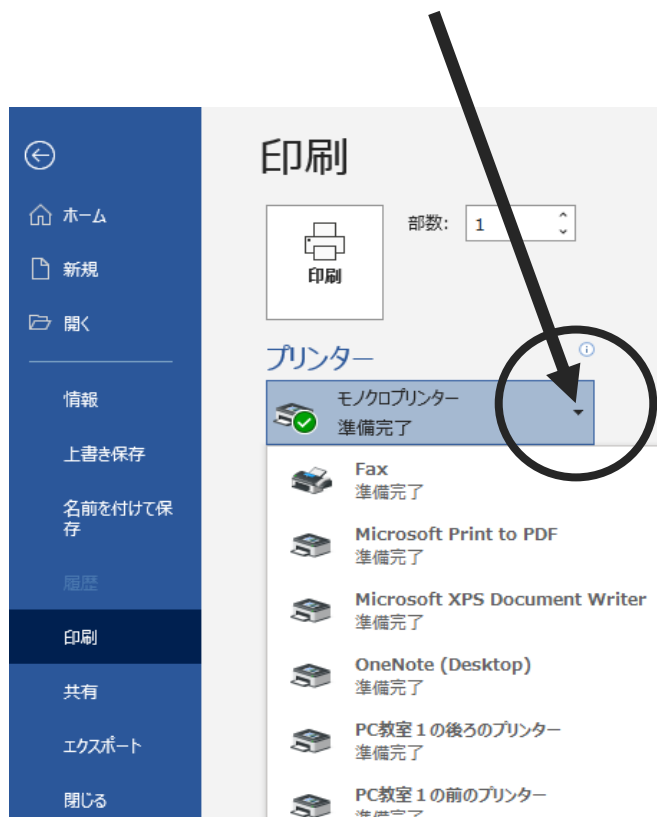 印刷
ホーム
新規
開く
情報
上書き保存
名前を付けて保
存
履歴
印刷
共有
エクスポート
閉じる
印刷
部数: 1
プリンター
モノクロプリンター
準備完了
Fax
準備完了
Microsoft Print to PDF
準備完了
Microsoft XPS Document Writer
準備完了
OneNote (Desktop)
準備完了
PC教室１の後ろのプリンター
準備完了
PC教室１の前のプリンター
準備完了